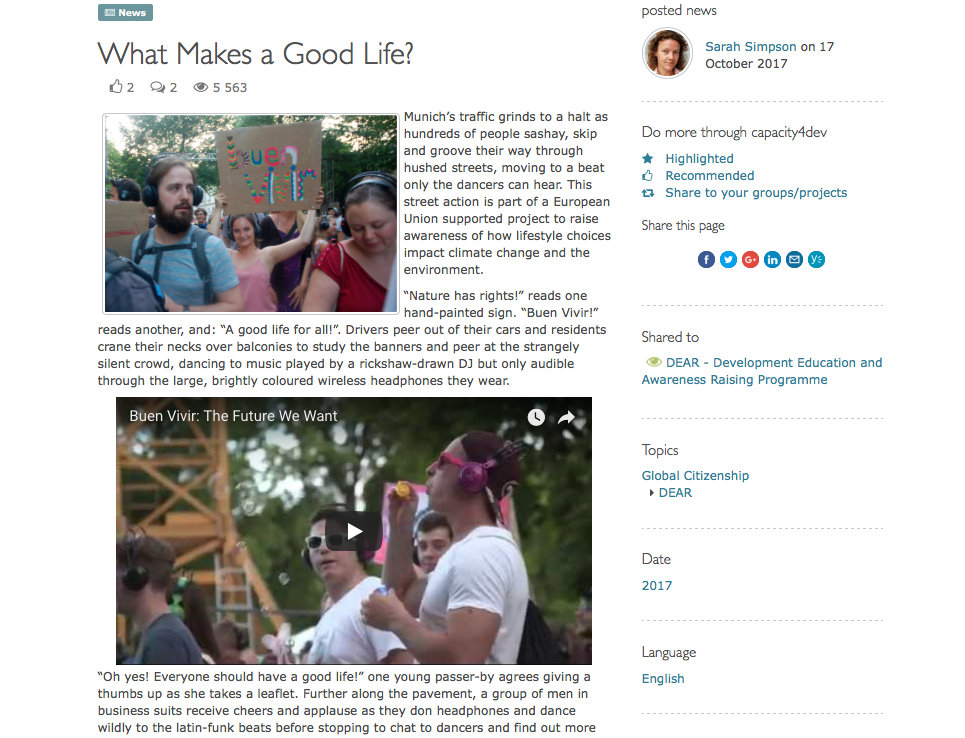 News
What Makes a Good Life?
2 2 5 563
buen
vivir
Munich’s traffic grinds to a halt as
hundreds of people sashay, skip
and groove their way through
hushed streets, moving to a beat
only the dancers can hear. This
street action is part of a European
Union supported project to raise
awareness of how lifestyle choices
impact climate change and the
environment.
“Nature has rights!” reads one
hand-painted sign. “Buen Vivir!”
reads another, and: “A good life for all!”. Drivers peer out of their cars and residents
crane their necks over balconies to study the banners and peer at the strangely
silent crowd, dancing to music played by a rickshaw-drawn DJ but only audible
through the large, brightly coloured wireless headphones they wear.
Buen Vivir: The Future We Want
“Oh yes! Everyone should have a good life!” one young passer-by agrees giving a
thumbs up as she takes a leaflet. Further along the pavement, a group of men in
business suits receive cheers and applause as they don headphones and dance
wildly to the latin-funk beats before stopping to chat to dancers and find out more
posted news
Sarah Simpson on 17
October 2017
Do more through capacity4dev
Highlighted
Recommended
Share to your groups/projects
Share this page
f G+ in y
Shared to
DEAR - Development Education and
Awareness Raising Programme
Topics
Global Citizenship
DEAR
Date
2017
Language
English